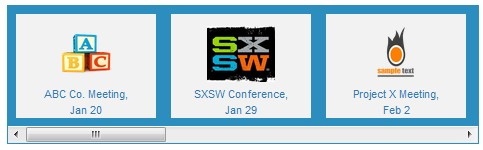 A
B C
SX
SW
sample text
ABC Co. Meeting,
Jan 20
SXSW Conference,
Jan 29
Project X Meeting,
Feb 2